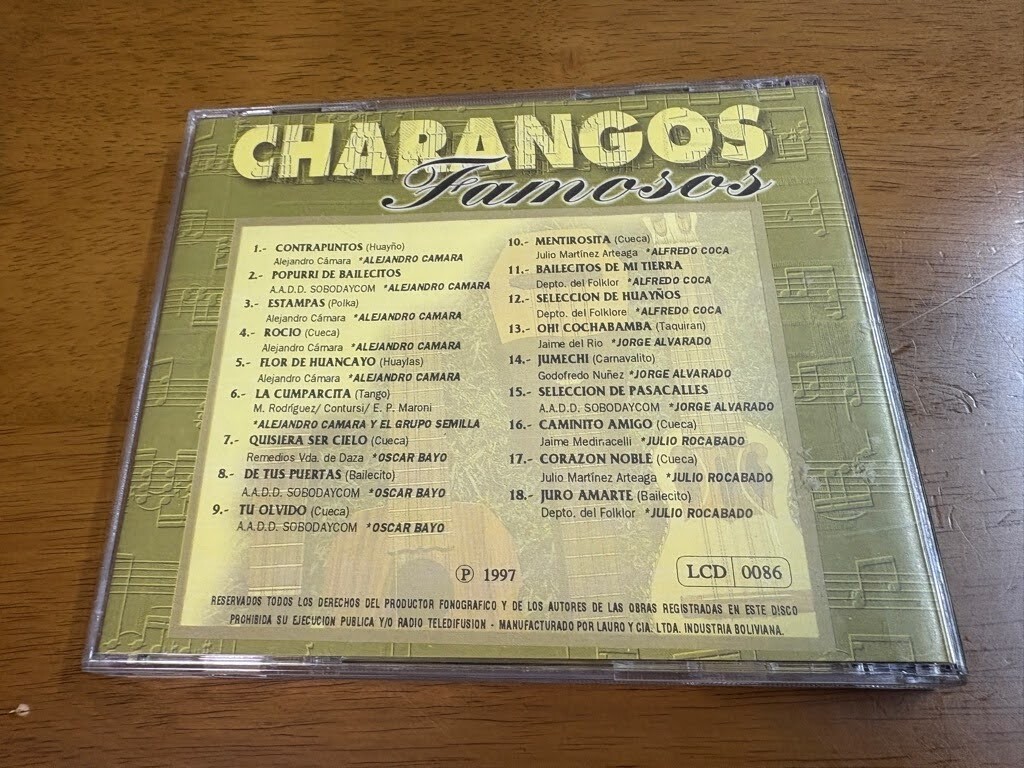 CHARANGOS
Famosos
1.- CONTRAPUNTOS (Huayño)
Alejandro Cámara *ALEJANDRO CAMARA
2.- POPURRI DE BAILECITOS
A.A.D.D. SOBODAYCOM *ALEJANDRO CAMARA
3.- ESTAMPAS (Polka)
Alejandro Cámara *ALEJANDRO CAMARA
4.- ROCIO (Cueca)
Alejandro Cámara *ALEJANDRO CAMARA
5.- FLOR DE HUANCAYO (Huaylas)
Alejandro Cámara *ALEJANDRO CAMARA
6.- LA CUMPARCITA (Tango)
M. Rodríguez/ Contursi/ E. P. Maroni
*ALEJANDRO CAMARA Y EL GRUPO SEMILLA
7.- QUISIERA SER CIELO (Cueca)
Remedios Vda. de Daza *OSCAR BAYO
8.- DE TUS PUERTAS (Bailecito)
A.A.D.D. SOBODAYCOM *OSCAR BAYO
9.- TU OLVIDO (Cueca)
A.A.D.D. SOBODAYCOM *OSCAR BAYO
10.- MENTIROSITA (Cueca)
Julio Martínez Arteaga *ALFREDO COCA
11.- BAILECITOS DE MI TIERRA
Depto. del Folklor *ALFREDO COCA
12.- SELECCION DE HUAYÑOS
Depto. del Folklore *ALFREDO COCA
13.- OH! COCHABAMBA (Taquiran)
Jaime del Rio *JORGE ALVARADO
14.- JUMECHI (Carnavalito)
Godofredo Nuñez *JORGE ALVARADO
15.- SELECCION DE PASACALLES
A.A.D.D. SOBODAYCOM *JORGE ALVARADO
16.- CAMINITO AMIGO (Cueca)
Jaime Mediracelli *JULIO ROCABADO
17.- CORAZON NOBLE (Cueca)
Julio Martínez Arteaga *JULIO ROCABADO
18.- JURO AMARTE (Bailecito)
Depto. del Folklor *JULIO ROCABADO
Ⓟ 1997
LCD 0086
RESERVADOS TODOS LOS DERECHOS DEL PRODUCTOR FONOGRAFICO Y DE LOS AUTORES DE LAS OBRAS REGISTRADAS EN ESTE DISCO
PROHIBIDA SU EJECUCION PUBLICA Y/O RADIO TELEDIFUSION - MANUFACTURADO POR LAURO Y CIA. LTDA. INDUSTRIA BOLIVIANA.